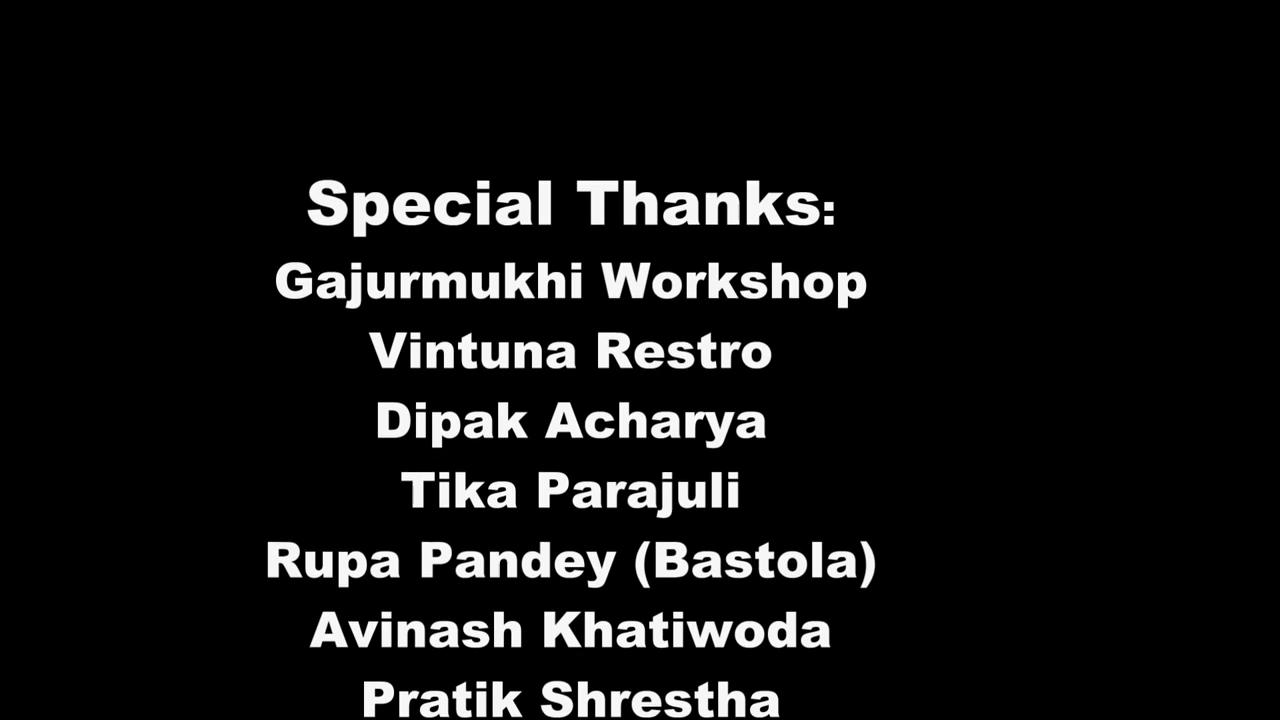 Special Thanks:
Gajurmukhi Workshop
Vintuna Restro
Dipak Acharya
Tika Parajuli
Rupa Pandey (Bastola)
Avinash Khatiwoda
Pratik Shrestha